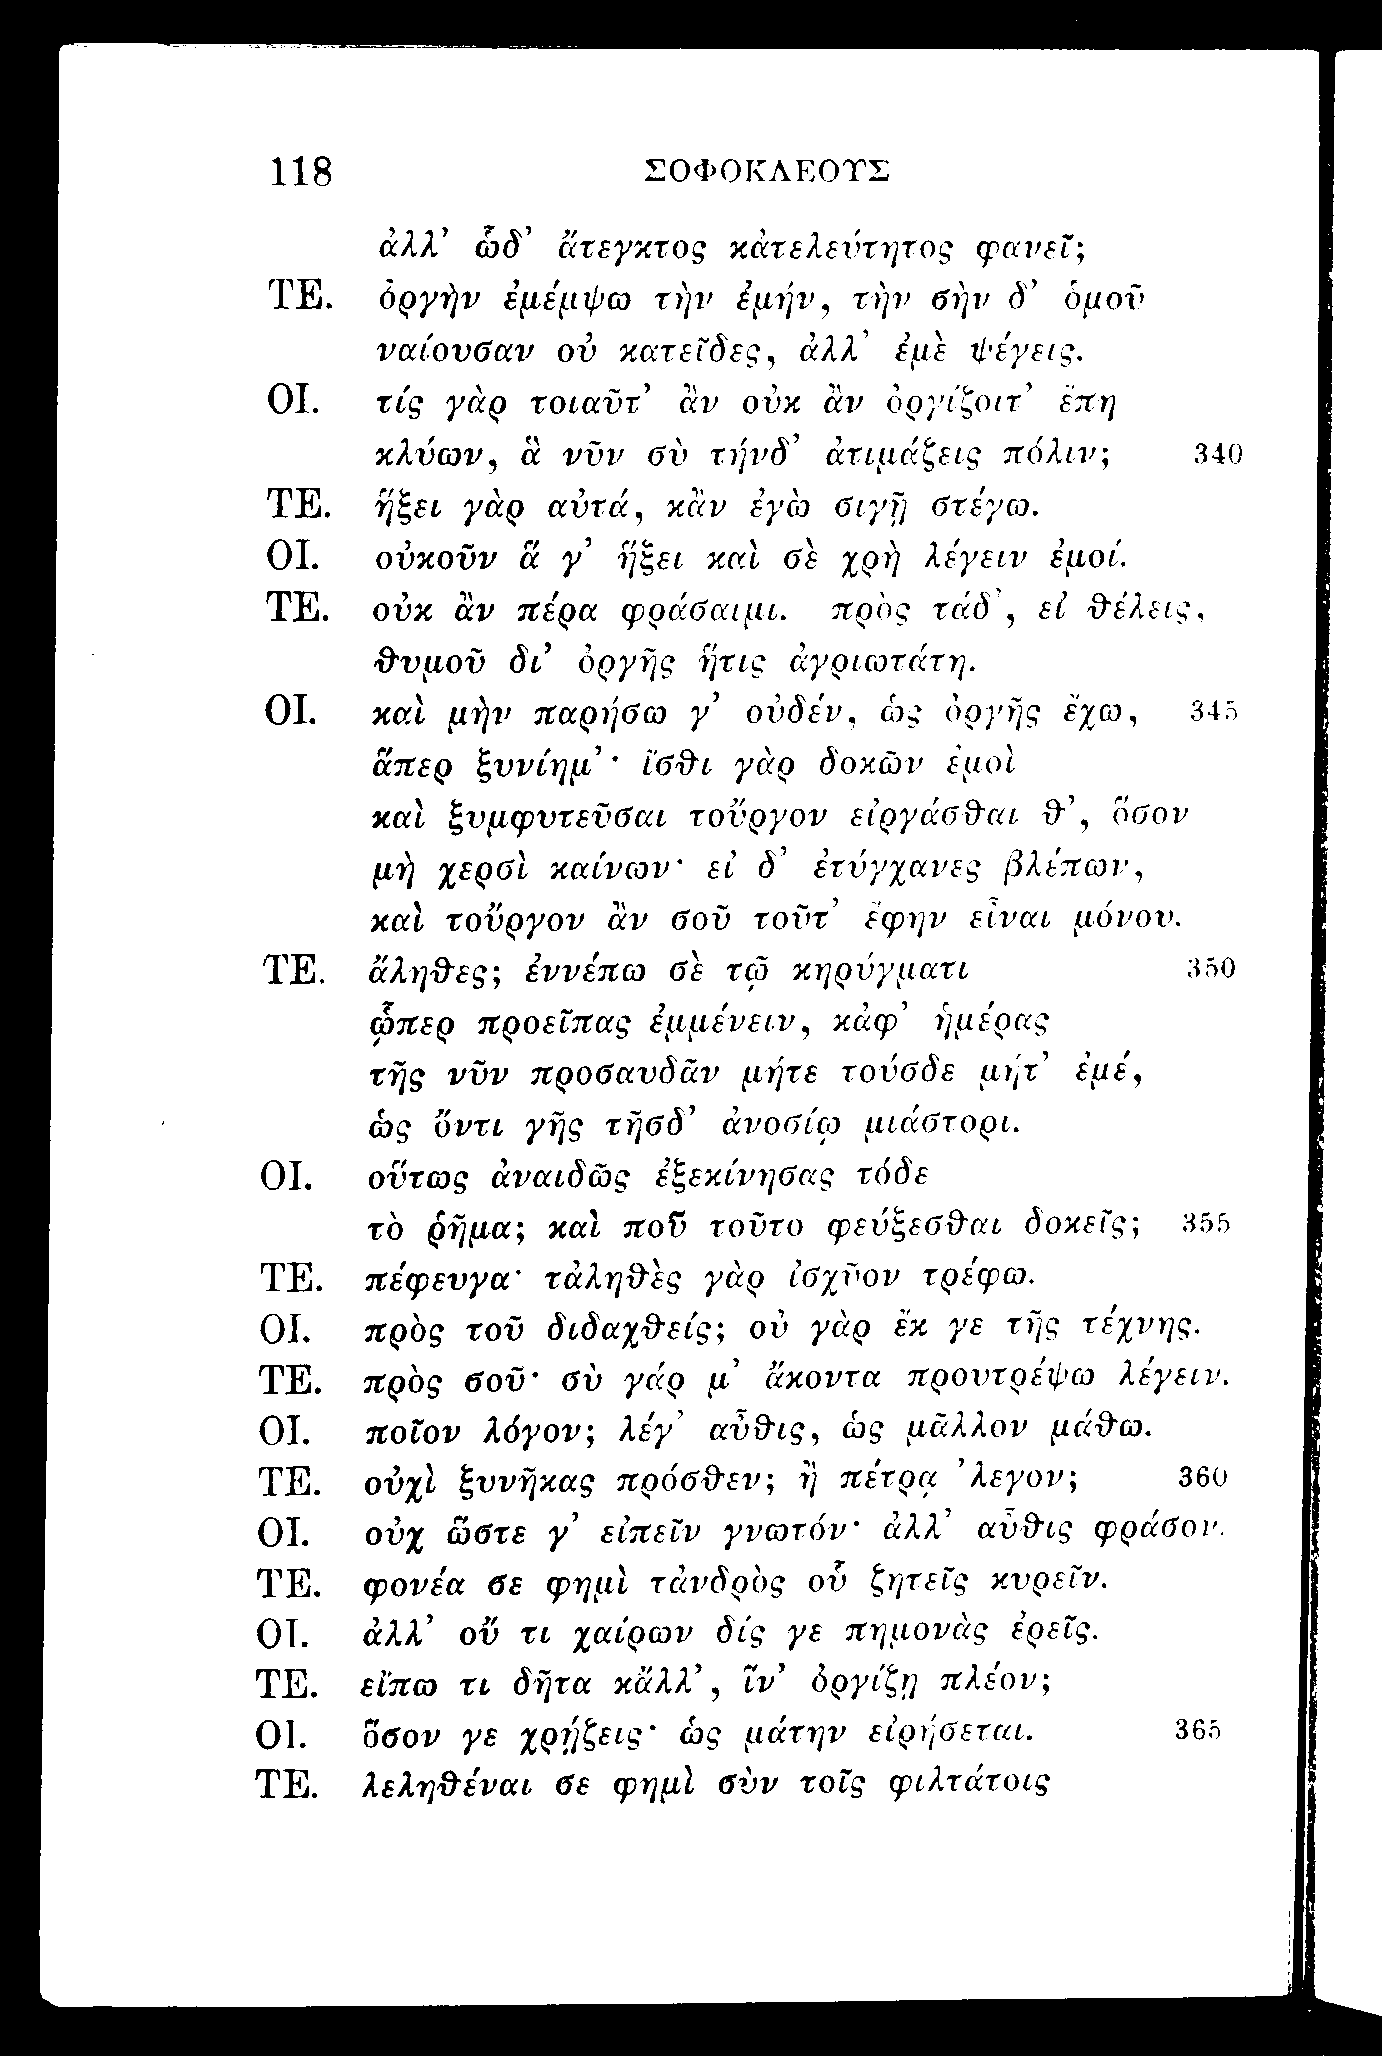 118 ΣΟΦΟΚΛΕΟΥΣ
ἀλλ’ ὧδ’ ἄτεγκτος κἀτελεύτητος φανεῖ;
ΤΕ. ὀργὴν ἐμέμψω τὴν ἐμήν, τὴν σὴν δ’ ὁμοῦ
ναίουσαν οὐ κατεῖδες, ἀλλ’ ἐμὲ ψέγεις.
ΟΙ. τίς γὰρ τοιαῦτ’ ἂν οὐκ ἂν ὀργίζοιτ’ ἔπη
κλύων, ἃ νῦν σὺ τήνδ’ ἀτιμάζεις πόλιν; 340
ΤΕ. ἥξει γὰρ αὐτά, κἂν ἐγὼ σιγῇ στέγω.
ΟΙ. οὐκοῦν ἅ γ’ ἥξει καὶ σὲ χρὴ λέγειν ἐμοί.
ΤΕ. οὐκ ἂν πέρα φράσαιμι. πρὸς τάδ’, εἰ θέλεις,
θυμοῦ δι’ ὀργῆς ἥτις ἀγριωτάτη.
ΟΙ. καὶ μὴν παρήσω γ’ οὐδέν, ὡς ὀργῆς ἔχω, 345
ἅπερ ξυνίημ’· ἴσθι γὰρ δοκῶν ἐμοὶ
καὶ ξυμφυτεῦσαι τοὔργον εἰργάσθαι θ’, ὅσον
μὴ χερσὶ καίνων· εἰ δ’ ἐτύγχανες βλέπων,
καὶ τοὔργον ἂν σοῦ τοῦτ’ ἔφην εἶναι μόνου.
ΤΕ. ἄληθες; ἐννέπω σὲ τῷ κηρύγματι 350
ᾧπερ προεῖπας ἐμμένειν, κἀφ’ ἡμέρας
τῆς νῦν προσαυδᾶν μήτε τούσδε μήτ’ ἐμέ,
ὡς ὄντι γῆς τῆσδ’ ἀνοσίῳ μιάστορι.
ΟΙ. οὕτως ἀναιδῶς ἐξεκίνησας τόδε
τὸ ῥῆμα; καὶ ποῦ τοῦτο φεύξεσθαι δοκεῖς; 355
ΤΕ. πέφευγα· τἀληθὲς γὰρ ἰσχῦον τρέφω.
ΟΙ. πρὸς τοῦ διδαχθείς; οὐ γὰρ ἔκ γε τῆς τέχνης.
ΤΕ. πρὸς σοῦ· σὺ γάρ μ’ ἄκοντα προυτρέψω λέγειν.
ΟΙ. ποῖον λόγον; λέγ’ αὖθις, ὡς μᾶλλον μάθω.
ΤΕ. οὐχὶ ξυνῆκας πρόσθεν; ἢ πέτρᾳ ’λεγον; 360
ΟΙ. οὐχ ὥστε γ’ εἰπεῖν γνωτόν· ἀλλ’ αὖθις φράσον.
ΤΕ. φονέα σε φημὶ τἀνδρὸς οὗ ζητεῖς κυρεῖν.
ΟΙ. ἀλλ’ οὔ τι χαίρων δίς γε πημονὰς ἐρεῖς.
ΤΕ. εἴπω τι δῆτα κἄλλ’, ἵν’ ὀργίζῃ πλέον;
ΟΙ. ὅσον γε χρῄζεις· ὡς μάτην εἰρήσεται. 365
ΤΕ. λεληθέναι σε φημὶ σὺν τοῖς φιλτάτοις